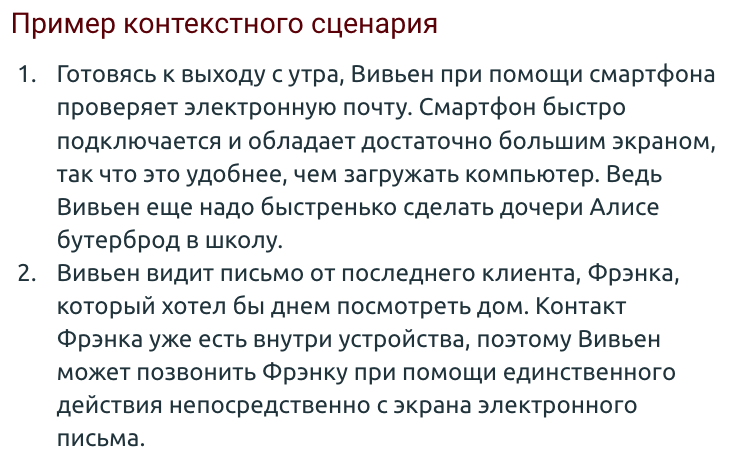 Пример контекстного сценария
1. Готовясь к выходу с утра, Вивьен при помощи смартфона
проверяет электронную почту. Смартфон быстро
подключается и обладает достаточно большим экраном,
так что это удобнее, чем загружать компьютер. Ведь
Вивьен еще надо быстренько сделать дочери Алисе
бутерброд в школу.
2. Вивьен видит письмо от последнего клиента, Фрэнка,
который хотел бы днем посмотреть дом. Контакт
Фрэнка уже есть внутри устройства, поэтому Вивьен
может позвонить Фрэнку при помощи единственного
действия непосредственно с экрана электронного
письма.